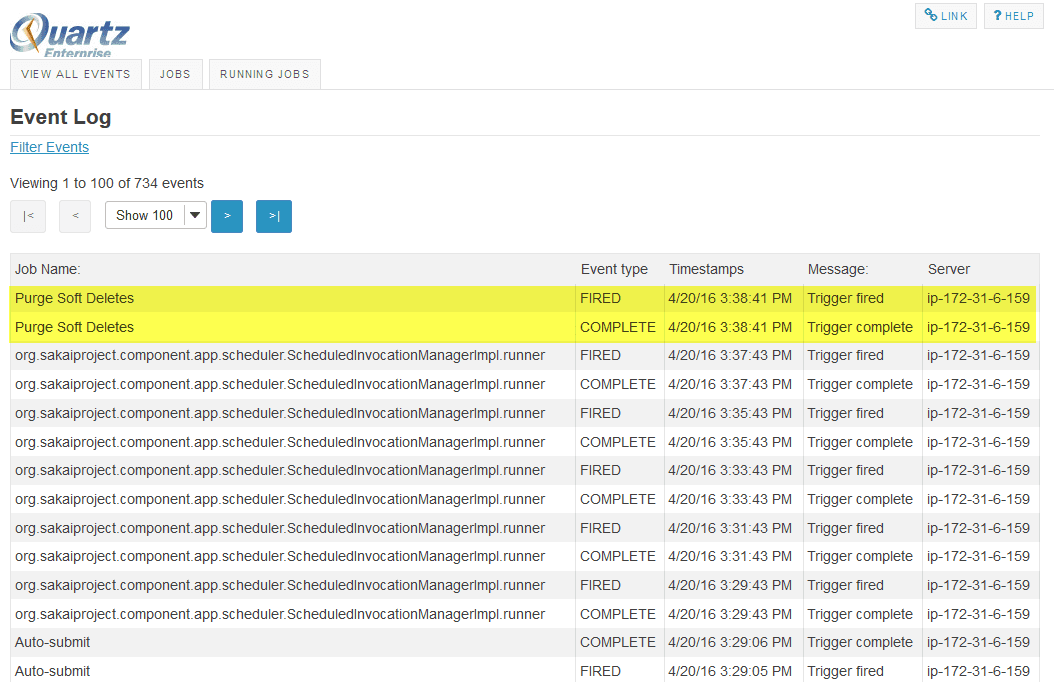 Quartz
Enterprise
LINK
? HELP
VIEW ALL EVENTS JOBS RUNNING JOBS
Event Log
Filter Events
Viewing 1 to 100 of 734 events
|< < Show 100 > >|
Job Name: Event type Timestamps Message: Server
Purge Soft Deletes FIRED 4/20/16 3:38:41 PM Trigger fired ip-172-31-6-159
Purge Soft Deletes COMPLETE 4/20/16 3:38:41 PM Trigger complete ip-172-31-6-159
org.sakaiproject.component.app.scheduler.ScheduledInvocationManagerImpl.runner FIRED 4/20/16 3:37:43 PM Trigger fired ip-172-31-6-159
org.sakaiproject.component.app.scheduler.ScheduledInvocationManagerImpl.runner COMPLETE 4/20/16 3:37:43 PM Trigger complete ip-172-31-6-159
org.sakaiproject.component.app.scheduler.ScheduledInvocationManagerImpl.runner FIRED 4/20/16 3:35:43 PM Trigger fired ip-172-31-6-159
org.sakaiproject.component.app.scheduler.ScheduledInvocationManagerImpl.runner COMPLETE 4/20/16 3:35:43 PM Trigger complete ip-172-31-6-159
org.sakaiproject.component.app.scheduler.ScheduledInvocationManagerImpl.runner FIRED 4/20/16 3:33:43 PM Trigger fired ip-172-31-6-159
org.sakaiproject.component.app.scheduler.ScheduledInvocationManagerImpl.runner COMPLETE 4/20/16 3:33:43 PM Trigger complete ip-172-31-6-159
org.sakaiproject.component.app.scheduler.ScheduledInvocationManagerImpl.runner FIRED 4/20/16 3:31:43 PM Trigger fired ip-172-31-6-159
org.sakaiproject.component.app.scheduler.ScheduledInvocationManagerImpl.runner COMPLETE 4/20/16 3:31:43 PM Trigger complete ip-172-31-6-159
org.sakaiproject.component.app.scheduler.ScheduledInvocationManagerImpl.runner FIRED 4/20/16 3:29:43 PM Trigger fired ip-172-31-6-159
org.sakaiproject.component.app.scheduler.ScheduledInvocationManagerImpl.runner COMPLETE 4/20/16 3:29:43 PM Trigger complete ip-172-31-6-159
Auto-submit COMPLETE 4/20/16 3:29:06 PM Trigger complete ip-172-31-6-159
Auto-submit FIRED 4/20/16 3:29:05 PM Trigger fired ip-172-31-6-159